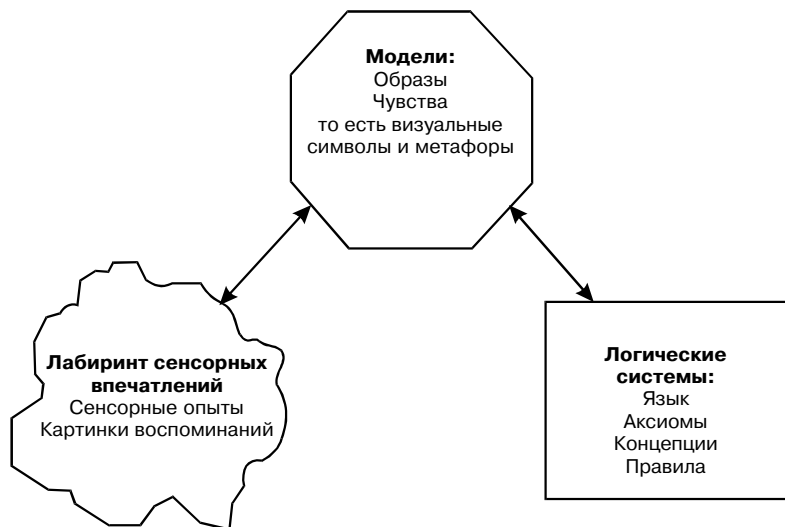 Модели:
Образы
Чувства
то есть визуальные
символы и метафоры
Лабиринт сенсорных
впечатлений
Сенсорные опыты
Картинки воспоминаний
Логические
системы:
Язык
Аксиомы
Концепции
Правила